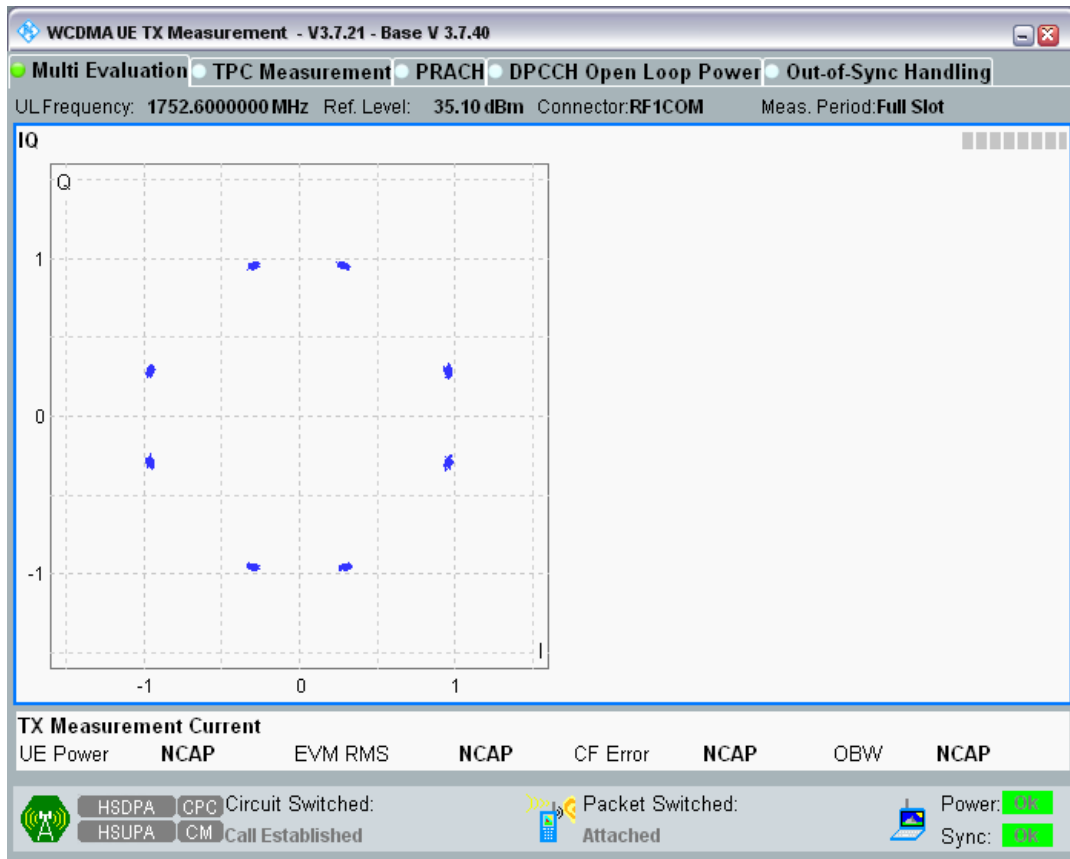 WCDMA UE TX Measurement - V3.7.21 - Base V 3.7.40
Multi Evaluation TPC Measurement PRACH DPCCH Open Loop Power Out-of-Sync Handling
UL Frequency: 1752.6000000 MHz Ref. Level: 35.10 dBm Connector:RF1COM Meas. Period:Full Slot
IQ
Q
1
0
-1
I
-1 0 1
TX Measurement Current
UE Power NCAP EVM RMS NCAP CF Error NCAP OBW NCAP
HSDPA CPC Circuit Switched: Packet Switched: Power: Ok
HSUPA CM Call Established Attached Sync: Ok